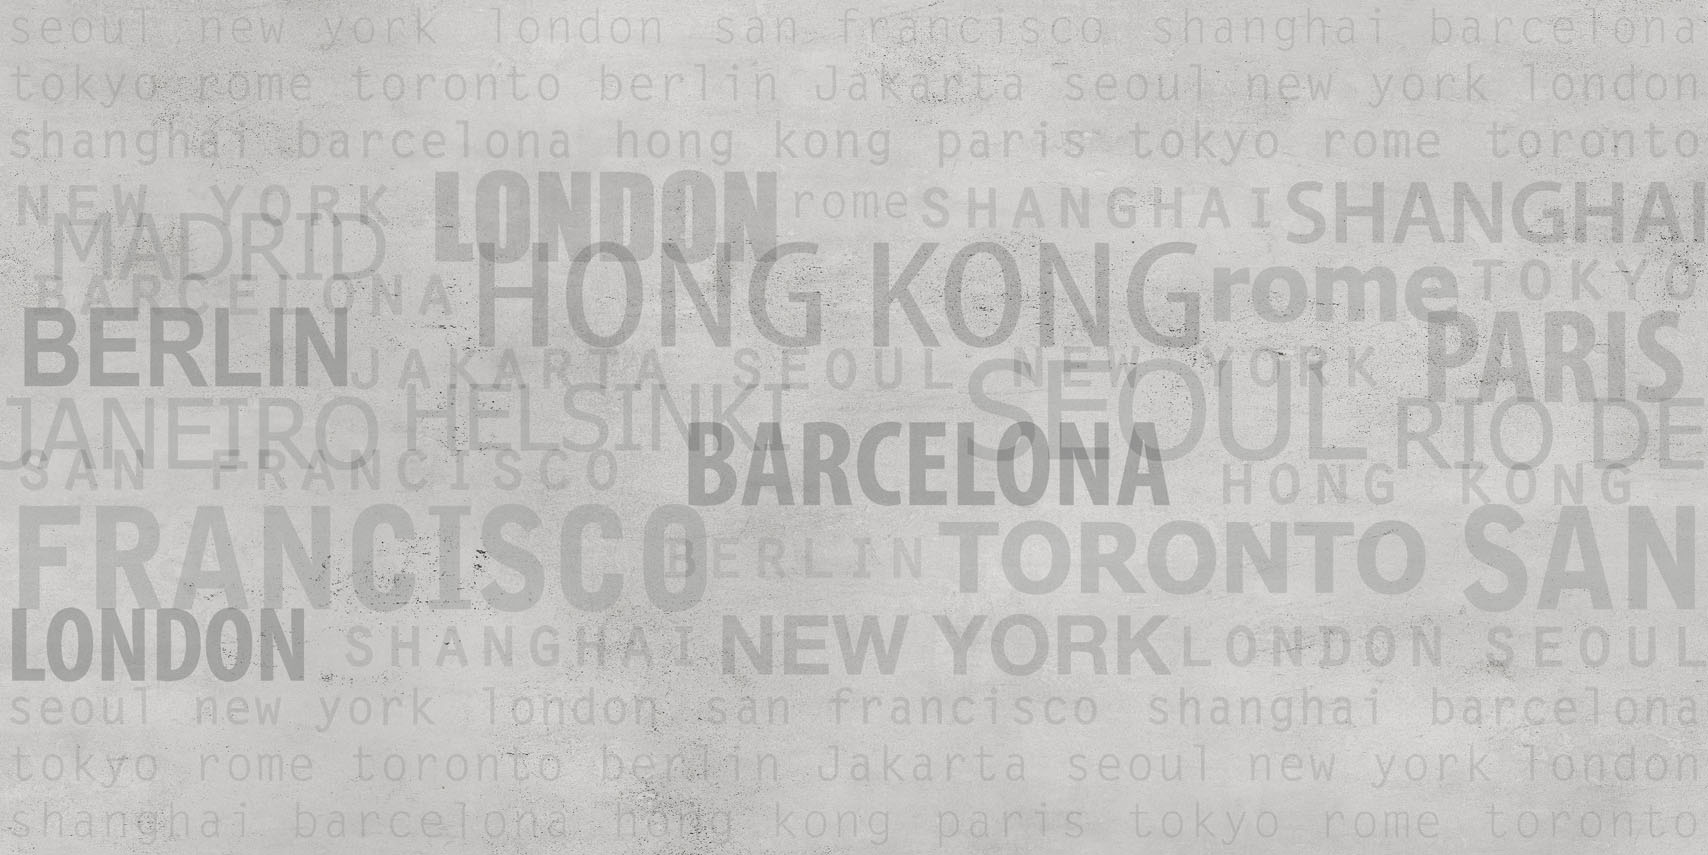 seoul new york london san francisco shanghai barcelona
tokyo rome toronto berlin Jakarta seoul new york london
shanghai barcelona hong kong paris tokyo rome toronto
NEW YORK LONDON rome SHANGHAI SHANGHAI
MADRID HONG KONG rome TOKYO
BARCELONA
BERLIN JAKARTA SEOUL NEW YORK PARIS
JANEIRO HELSINKI SEOUL RIO DE
SAN FRANCISCO BARCELONA HONG KONG
FRANCISCO BERLIN TORONTO SAN
LONDON SHANGHAI NEW YORK LONDON SEOUL
seoul new york london san francisco shanghai barcelona
tokyo rome toronto berlin Jakarta seoul new york london
shanghai barcelona hong kong paris tokyo rome toronto